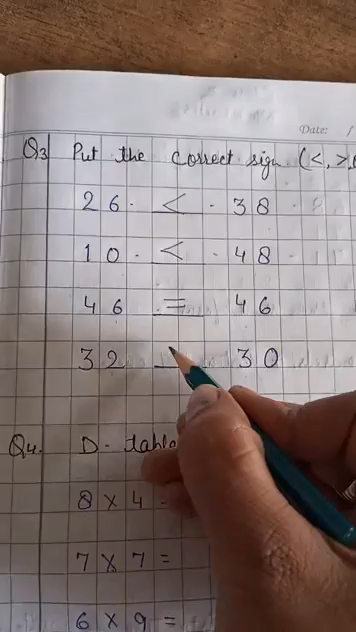 Date: /
Q3 Put the correct sign (<, >,
26. < . 38
10. < . 48
46 = 46
32 _ 30
Q4. D- table
8 x 4 =
7 x 7 =
6 x 9 =